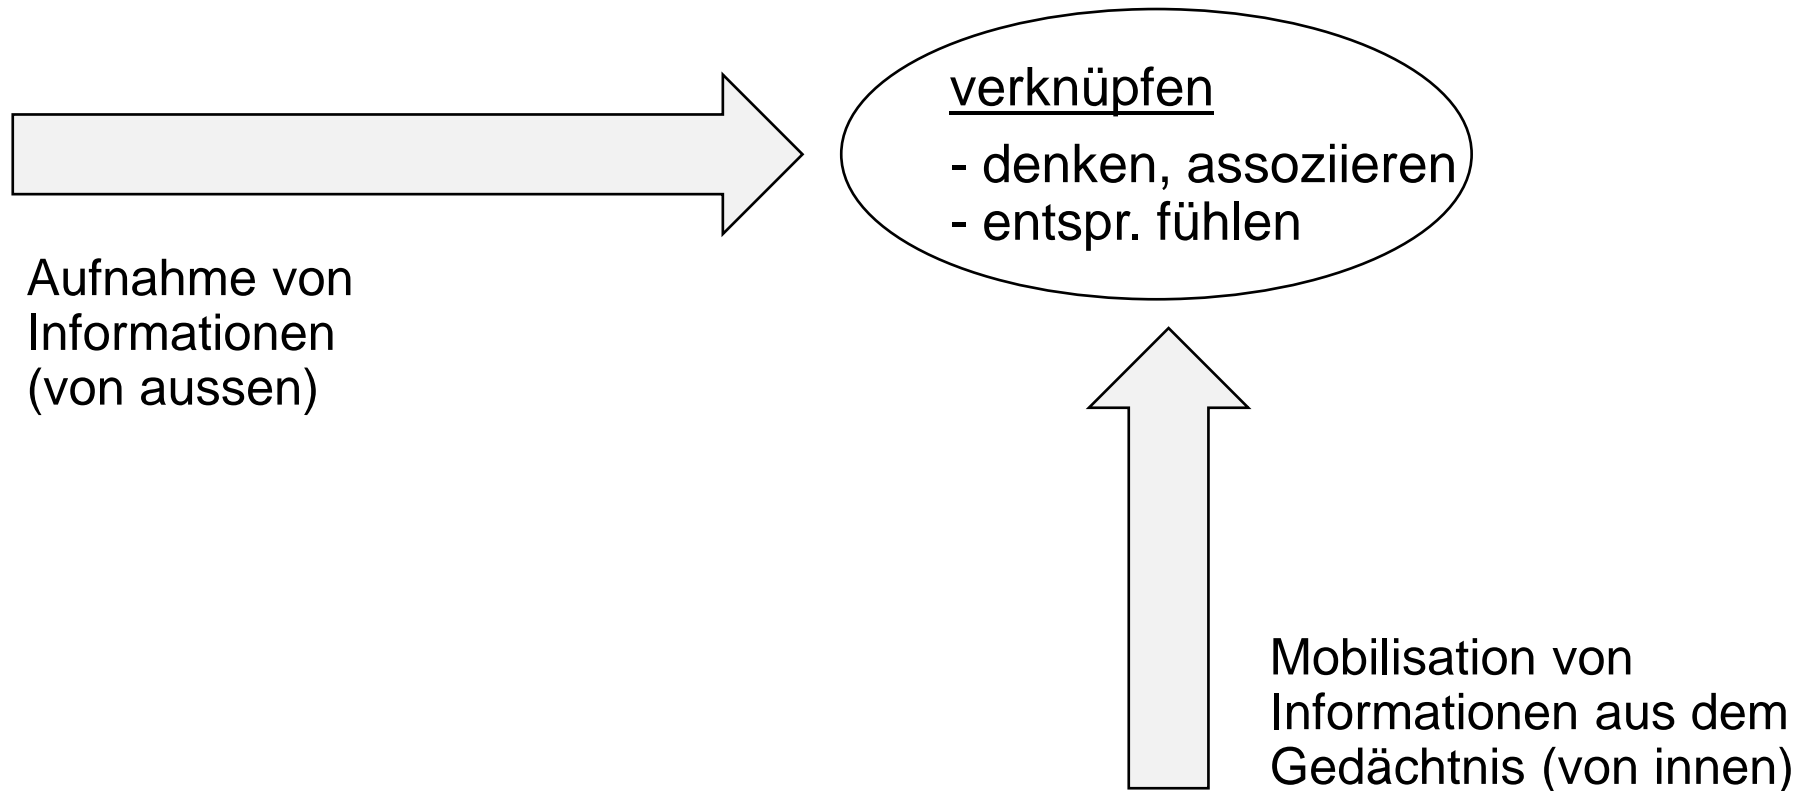 verknüpfen
- denken, assoziieren
- entspr. fühlen
Aufnahme von
Informationen
(von aussen)
Mobilisation von
Informationen aus dem
Gedächtnis (von innen)